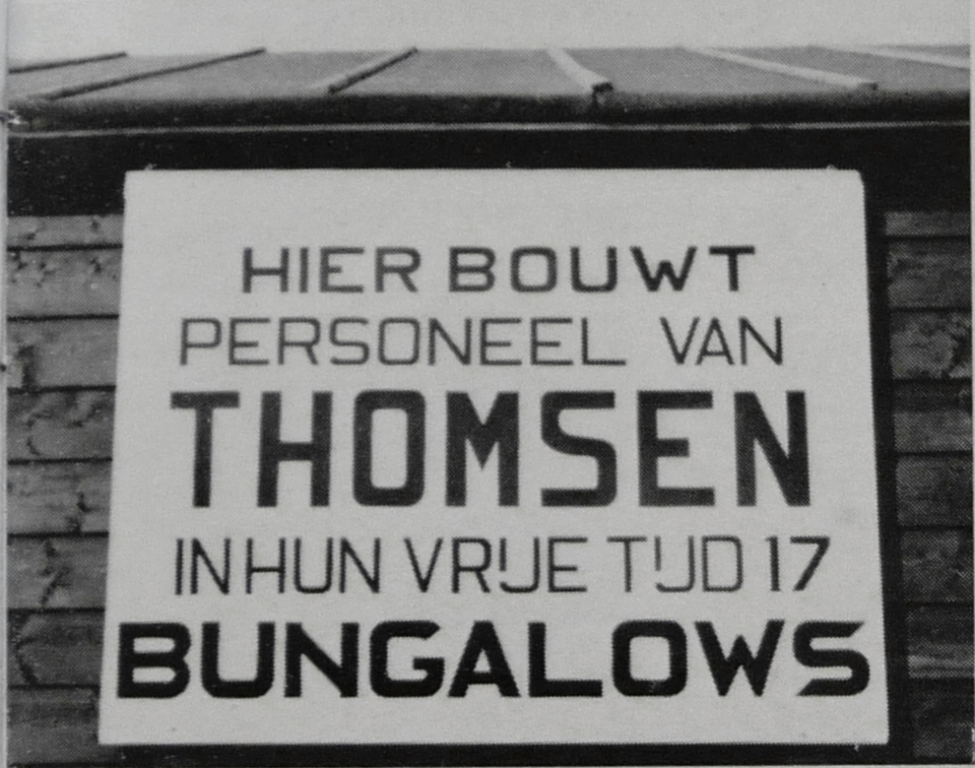 HIER BOUWT
PERSONEEL VAN
THOMSEN
IN HUN VRIJE TIJD 17
BUNGALOWS